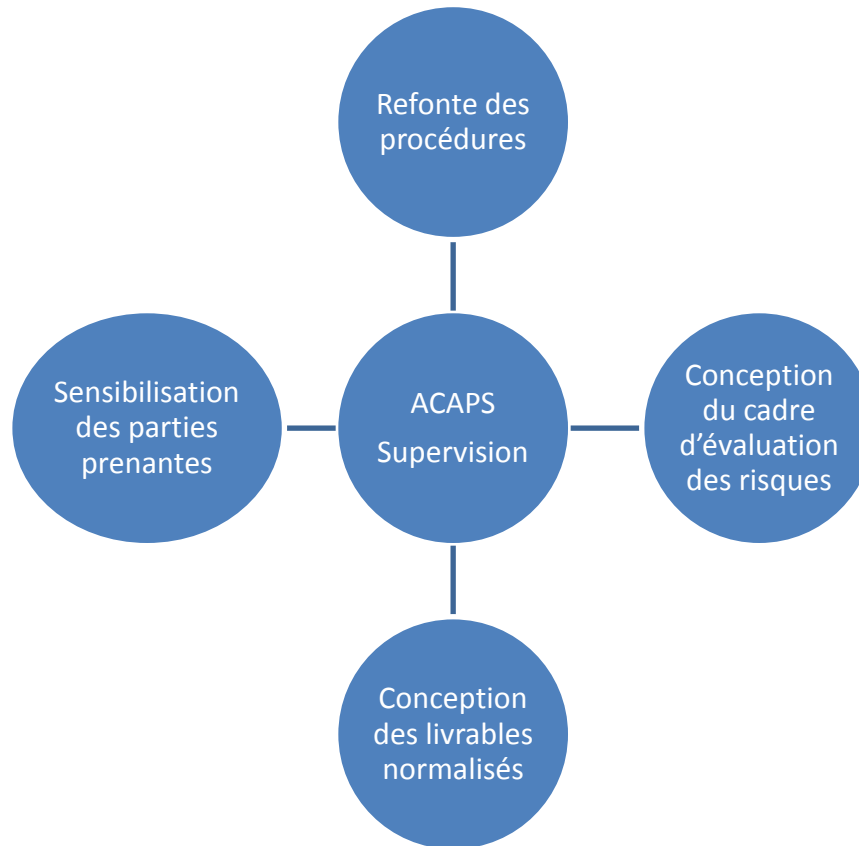 Refonte des
procédures
Sensibilisation
des parties
prenantes
ACAPS
Supervision
Conception
du cadre
d’évaluation
des risques
Conception
des livrables
normalisés